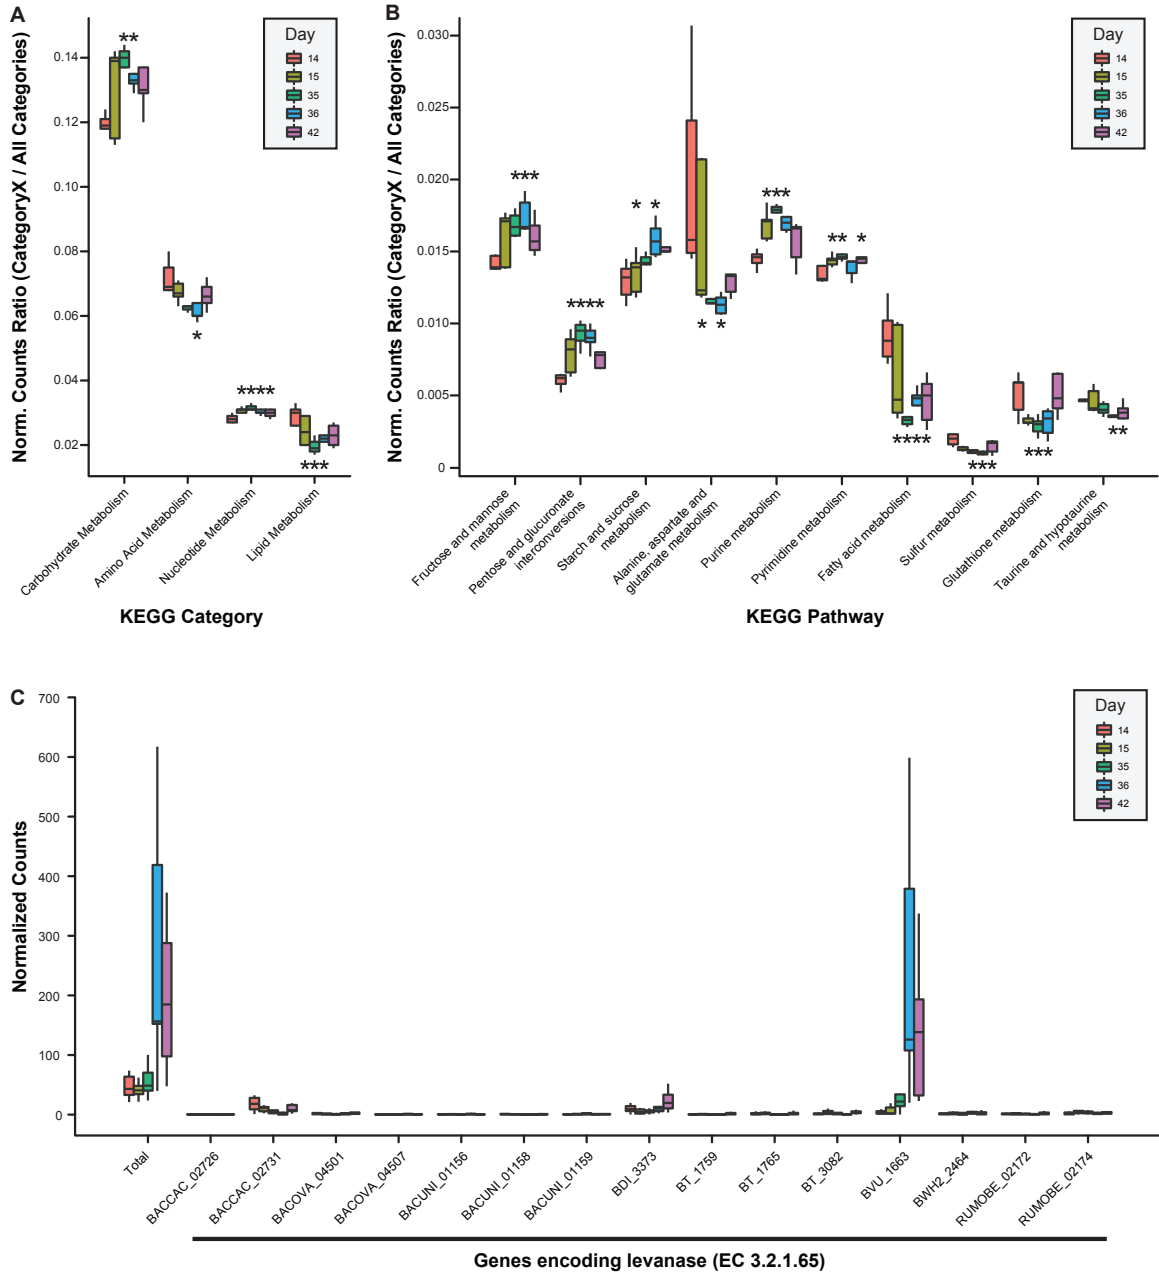 A
Norm. Counts Ratio (CategoryX / All Categories)
0.14
0.12
0.10
0.08
0.06
0.04
0.02
**
*
****
***
Day
14
15
35
36
42
Carbohydrate Metabolism
Amino Acid Metabolism
Nucleotide Metabolism
Lipid Metabolism
KEGG Category
B
Norm. Counts Ratio (CategoryX / All Categories)
0.030
0.025
0.020
0.015
0.010
0.005
0
***
****
*
*
*
*
***
**
*
****
***
***
**
Day
14
15
35
36
42
Fructose and mannose
metabolism
Pentose and glucuronate
interconversions
Starch and sucrose
metabolism
Alanine, aspartate and
glutamate metabolism
Purine metabolism
Pyrimidine metabolism
Fatty acid metabolism
Sulfur metabolism
Glutathione metabolism
Taurine and hypotaurine
metabolism
KEGG Pathway
C
Normalized Counts
700
600
500
400
300
200
100
0
Day
14
15
35
36
42
Total
BACCAC_02726
BACCAC_02731
BACOVA_04501
BACOVA_04507
BACUNI_01156
BACUNI_01158
BACUNI_01159
BDI_3373
BT_1759
BT_1765
BT_3082
BVU_1663
BWH2_2464
RUMOBE_02172
RUMOBE_02174
Genes encoding levanase (EC 3.2.1.65)